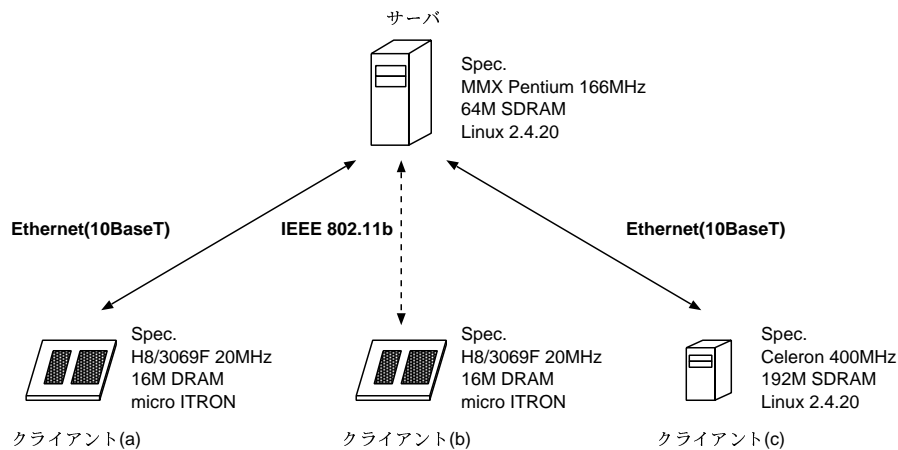 サーバ
Spec.
MMX Pentium 166MHz
64M SDRAM
Linux 2.4.20
Ethernet(10BaseT)
IEEE 802.11b
Ethernet(10BaseT)
Spec.
H8/3069F 20MHz
16M DRAM
micro ITRON
クライアント(a)
Spec.
H8/3069F 20MHz
16M DRAM
micro ITRON
クライアント(b)
Spec.
Celeron 400MHz
192M SDRAM
Linux 2.4.20
クライアント(c)